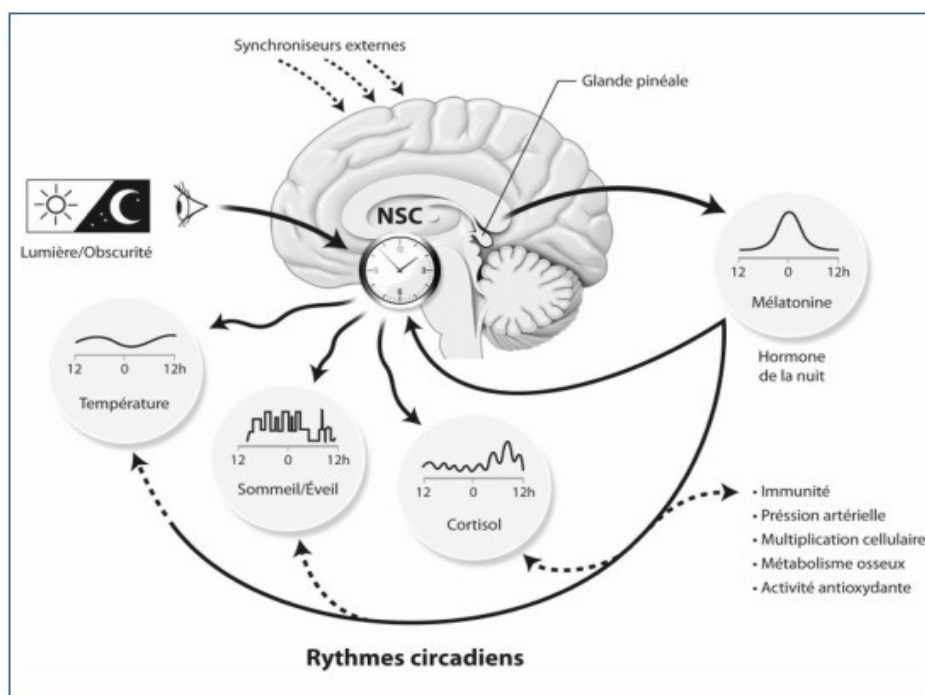 Synchroniseurs externes
Glande pinéale
NSC
Lumière/Obscurité
12 0 12h
Mélatonine
Hormone
de la nuit
12 0 12h
Température
12 0 12h
Sommeil/Éveil
12 0 12h
Cortisol
• Immunité
• Préssion artérielle
• Multiplication cellulaire
• Métabolisme osseux
• Activité antioxydante
Rythmes circadiens